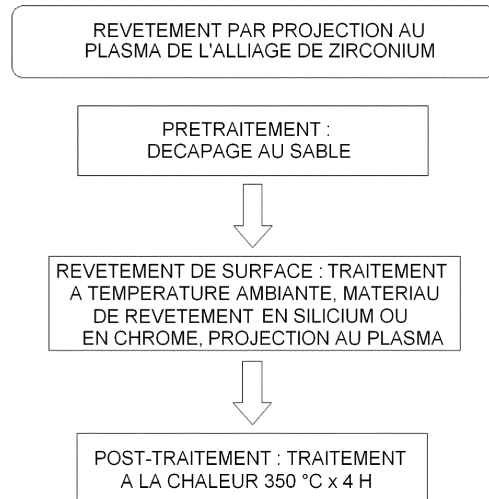 REVETEMENT PAR PROJECTION AU
PLASMA DE L'ALLIAGE DE ZIRCONIUM
PRETRAITEMENT :
DECAPAGE AU SABLE
REVETEMENT DE SURFACE : TRAITEMENT
A TEMPERATURE AMBIANTE, MATERIAU
DE REVETEMENT EN SILICIUM OU
EN CHROME, PROJECTION AU PLASMA
POST-TRAITEMENT : TRAITEMENT
A LA CHALEUR 350 °C x 4 H